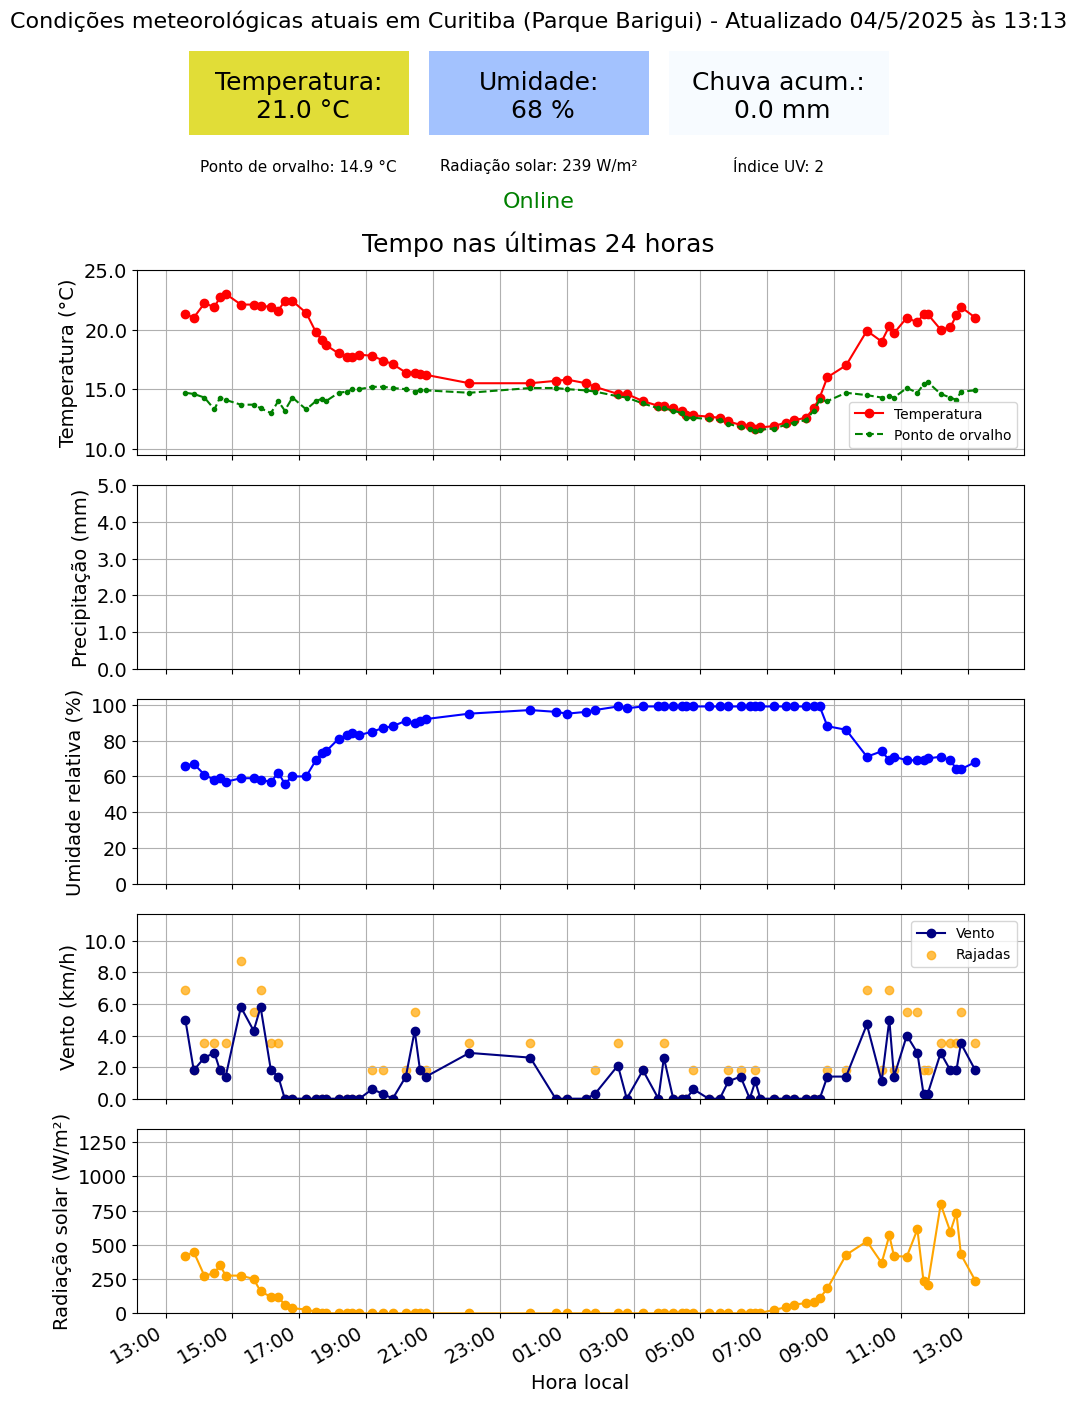 Condições meteorológicas atuais em Curitiba (Parque Barigui) - Atualizado 04/5/2025 às 13:13
Temperatura:
21.0 °C
Umidade:
68 %
Chuva acum.:
0.0 mm
Ponto de orvalho: 14.9 °C
Radiação solar: 239 W/m²
Índice UV: 2
Online
Tempo nas últimas 24 horas
Temperatura (°C)
25.0
20.0
15.0
10.0
Temperatura
Ponto de orvalho
Precipitação (mm)
5.0
4.0
3.0
2.0
1.0
0.0
Umidade relativa (%)
100
80
60
40
20
0
Vento (km/h)
10.0
8.0
6.0
4.0
2.0
0.0
Vento
Rajadas
Radiação solar (W/m²)
1250
1000
750
500
250
0
13:00
15:00
17:00
19:00
21:00
23:00
01:00
03:00
05:00
07:00
09:00
11:00
13:00
Hora local